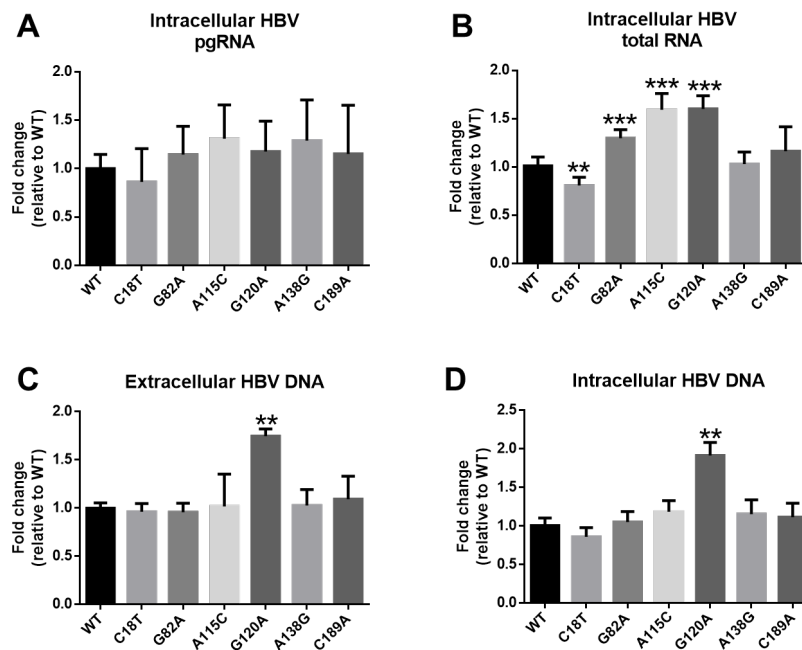 A
Intracellular HBV
pgRNA
Fold change
(relative to WT)
2.0
1.5
1.0
0.5
0.0
WT
C18T
G82A
A115C
G120A
A138G
C189A
B
Intracellular HBV
total RNA
Fold change
(relative to WT)
2.0
1.5
1.0
0.5
0.0
**
***
***
***
WT
C18T
G82A
A115C
G120A
A138G
C189A
C
Extracellular HBV DNA
Fold change
(relative to WT)
2.0
1.5
1.0
0.5
0.0
**
WT
C18T
G82A
A115C
G120A
A138G
C189A
D
Intracellular HBV DNA
Fold change
(relative to WT)
2.5
2.0
1.5
1.0
0.5
0.0
**
WT
C18T
G82A
A115C
G120A
A138G
C189A